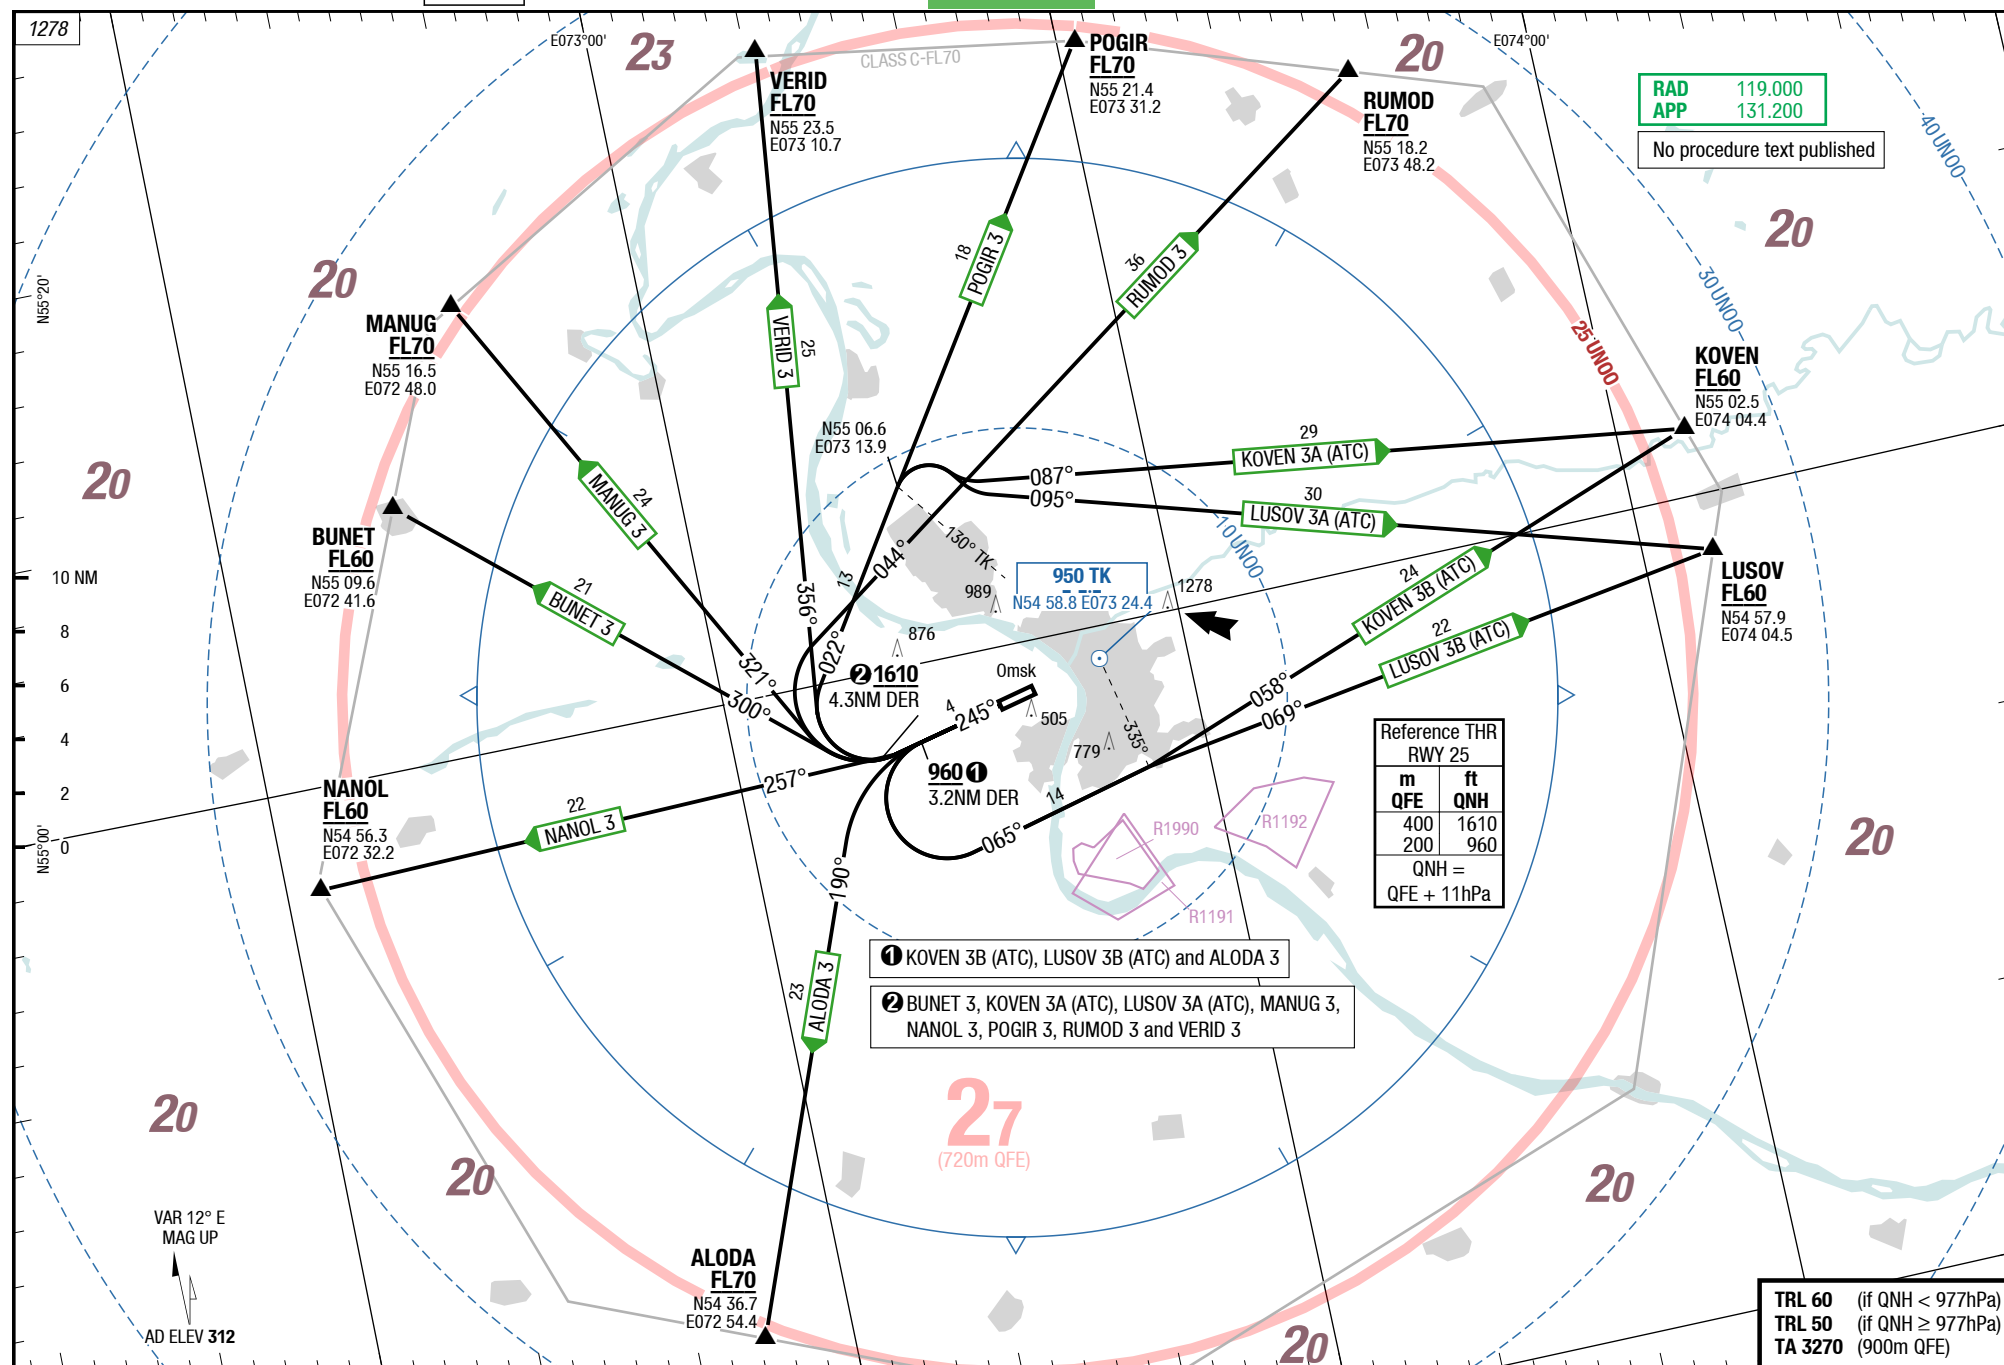 1278
E073°00'
23
CLASS C-FL70
VERID
FL70
N55 23.5
E073 10.7
POGIR
FL70
N55 21.4
E073 31.2
20
E074°00'
RUMOD
FL70
N55 18.2
E073 48.2
RAD 119.000
APP 131.200
No procedure text published
40 UNOO
20
30 UNOO
25 UNOO
N55°20'
20
MANUG
FL70
N55 16.5
E072 48.0
18
POGIR 3
36
RUMOD 3
VERID 3
25
KOVEN
FL60
N55 02.5
E074 04.4
N55 06.6
E073 13.9
20
24
MANUG 3
087°
29
KOVEN 3A (ATC)
095°
30
LUSOV 3A (ATC)
10 UNOO
BUNET
FL60
N55 09.6
E072 41.6
21
BUNET 3
130° TK
044°
13
356°
022°
989
950 TK
N54 58.8 E073 24.4
1278
24
KOVEN 3B (ATC)
22
LUSOV 3B (ATC)
LUSOV
FL60
N54 57.9
E074 04.5
10 NM
8
6
4
2
0
N55°00'
876
321°
300°
2 1610
4.3NM DER
Omsk
4
245°
505
779
335°
058°
069°
257°
960 1
3.2NM DER
14
065°
NANOL
FL60
N54 56.3
E072 32.2
22
NANOL 3
190°
R1990
R1192
R1191
Reference THR
RWY 25
m ft
QFE QNH
400 1610
200 960
QNH =
QFE + 11hPa
20
1 KOVEN 3B (ATC), LUSOV 3B (ATC) and ALODA 3
2 BUNET 3, KOVEN 3A (ATC), LUSOV 3A (ATC), MANUG 3,
NANOL 3, POGIR 3, RUMOD 3 and VERID 3
23
ALODA 3
20
27
(720m QFE)
20
20
VAR 12° E
MAG UP
AD ELEV 312
ALODA
FL70
N54 36.7
E072 54.4
20
TRL 60 (if QNH < 977hPa)
TRL 50 (if QNH ≥ 977hPa)
TA 3270 (900m QFE)